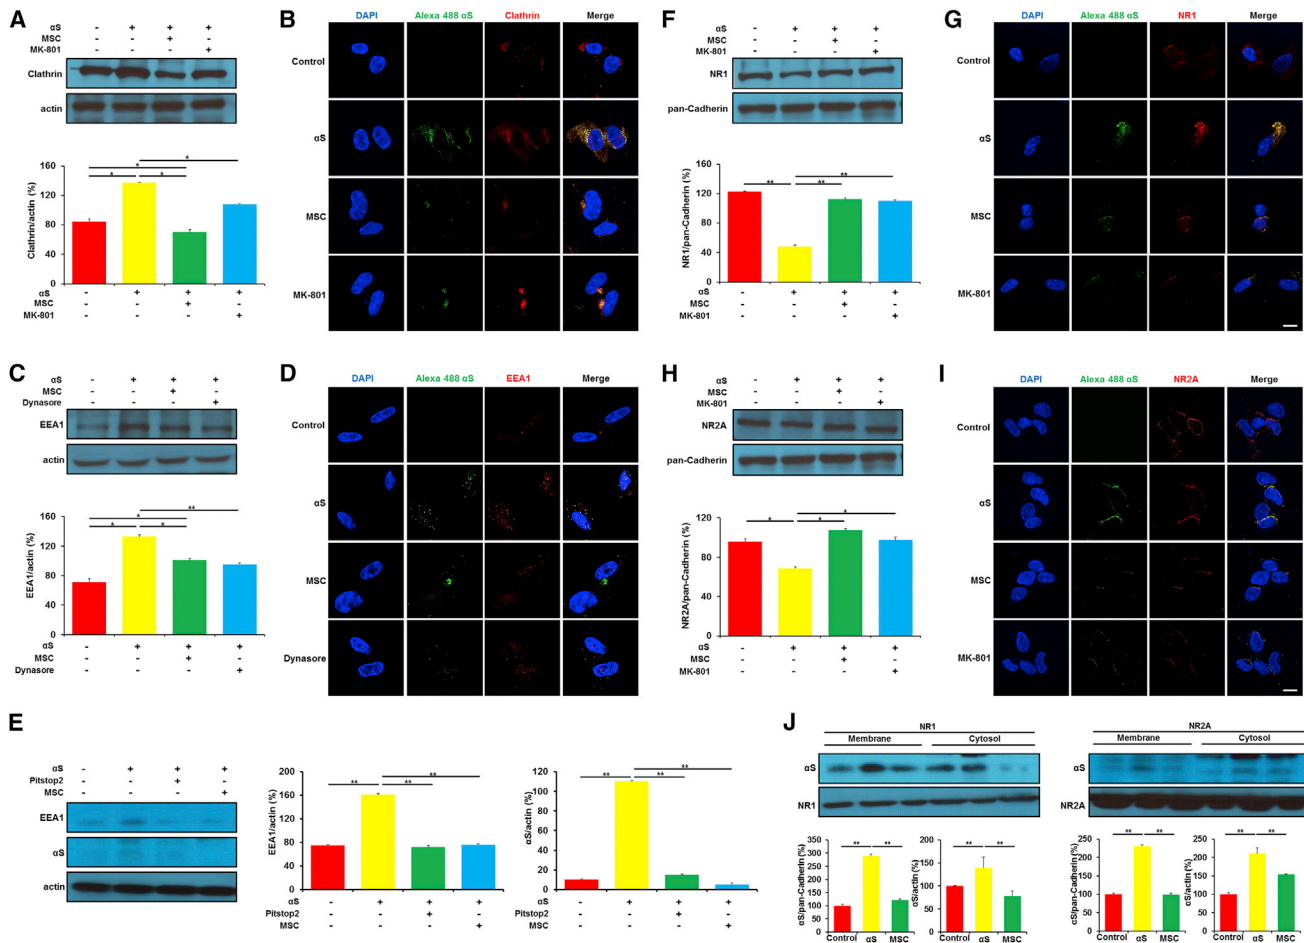 A
αS - + + +
MSC - - + -
MK-801 - - - +
Clathrin
actin
Clathrin/actin (%)
160
120
80
40
0
* * * *
αS - + + +
MSC - - + -
MK-801 - - - +
B
DAPI Alexa 488 αS Clathrin Merge
Control
αS
MSC
MK-801
F
αS - + + +
MSC - - + -
MK-801 - - - +
NR1
pan-Cadherin
NR1/pan-Cadherin (%)
160
120
80
40
0
** ** **
αS - + + +
MSC - - + -
MK-801 - - - +
G
DAPI Alexa 488 αS NR1 Merge
Control
αS
MSC
MK-801
C
αS - + + +
MSC - - + -
Dynasore - - - +
EEA1
actin
EEA1/actin (%)
160
120
80
40
0
** * * *
αS - + + +
MSC - - + -
Dynasore - - - +
D
DAPI Alexa 488 αS EEA1 Merge
Control
αS
MSC
Dynasore
H
αS - + + +
MSC - - + -
MK-801 - - - +
NR2A
pan-Cadherin
NR2A/pan-Cadherin (%)
120
80
40
0
* * *
αS - + + +
MSC - - + -
MK-801 - - - +
I
DAPI Alexa 488 αS NR2A Merge
Control
αS
MSC
MK-801
E
αS - + + +
Pitstop2 - - + -
MSC - - - +
EEA1
αS
actin
EEA1/actin (%)
200
160
120
80
40
0
** ** **
αS - + + +
Pitstop2 - - + -
MSC - - - +
αS/actin (%)
120
100
80
60
40
20
0
** ** **
αS - + + +
Pitstop2 - - + -
MSC - - - +
J
NR1
Membrane Cytosol
αS
NR1
αS/pan-Cadherin (%)
350
300
250
200
150
100
50
0
** **
Control αS MSC
αS/actin (%)
250
200
150
100
50
0
** **
Control αS MSC
NR2A
Membrane Cytosol
αS
NR2A
αS/pan-Cadherin (%)
250
200
150
100
50
0
** **
Control αS MSC
αS/actin (%)
250
200
150
100
50
0
** **
Control αS MSC